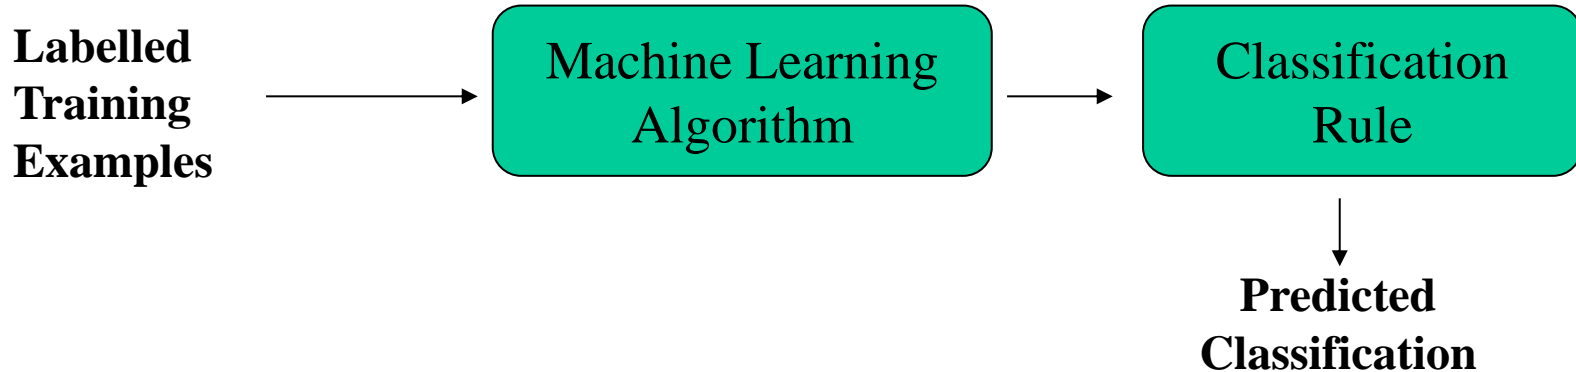 Labelled
Training
Examples
Machine Learning
Algorithm
Classification
Rule
Predicted
Classification